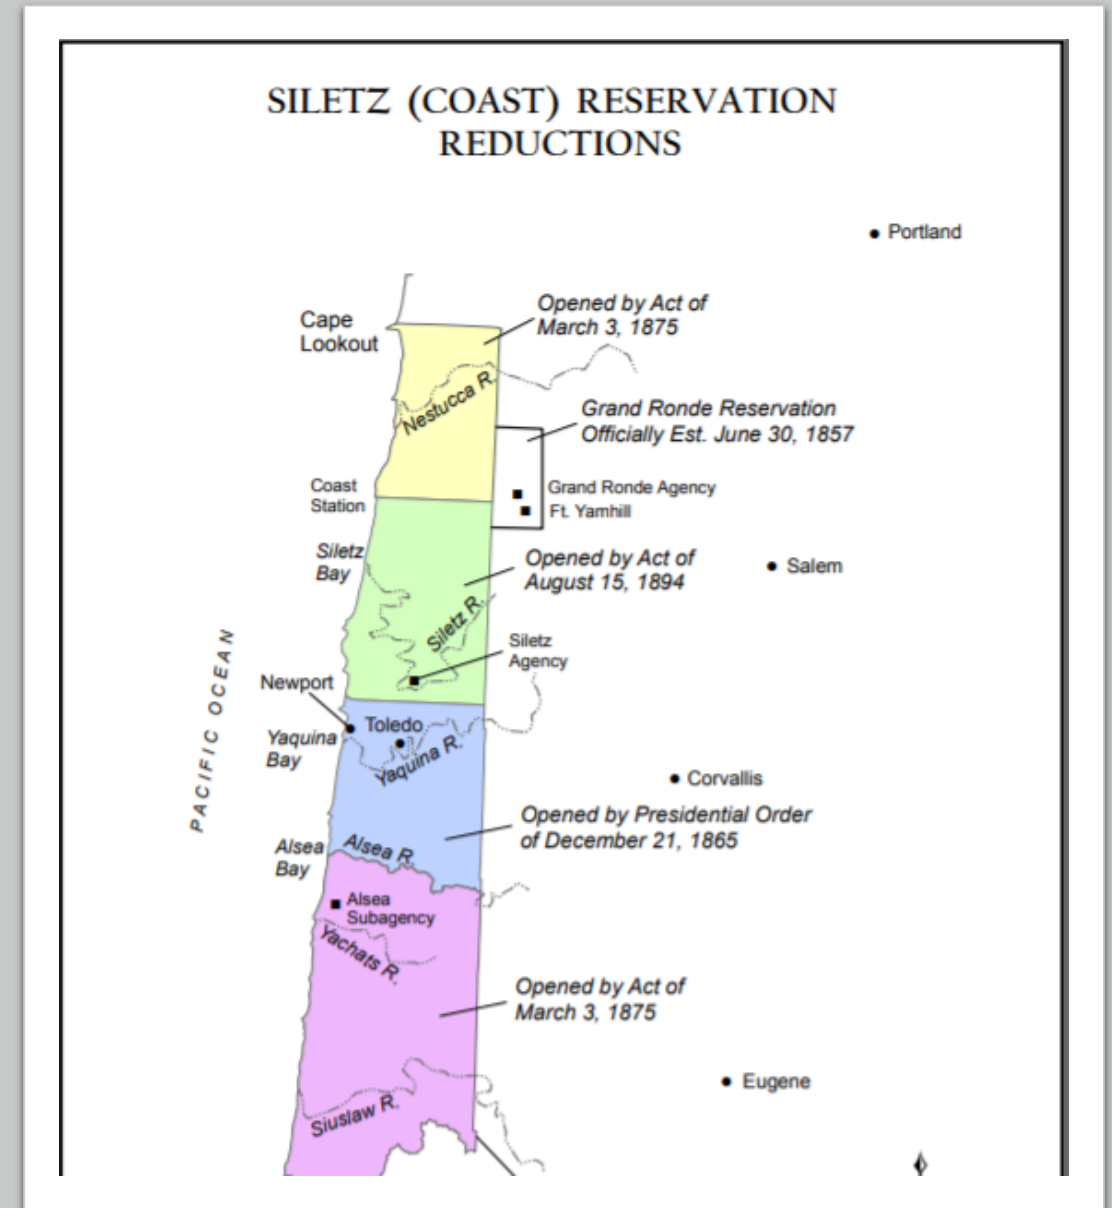 SILETZ (COAST) RESERVATION
REDUCTIONS
Portland
Opened by Act of
March 3, 1875
Cape
Lookout
Nestucca R.
Grand Ronde Reservation
Officially Est. June 30, 1857
Coast
Station
Grand Ronde Agency
Ft. Yamhill
Siletz
Bay
Opened by Act of
August 15, 1894
Salem
Siletz R.
Siletz
Agency
PACIFIC OCEAN
Newport
Toledo
Yaquina
Bay
Yaquina R.
Corvallis
Opened by Presidential Order
of December 21, 1865
Alsea
Bay
Alsea R.
Alsea
Subagency
Yachats R.
Opened by Act of
March 3, 1875
Eugene
Siuslaw R.